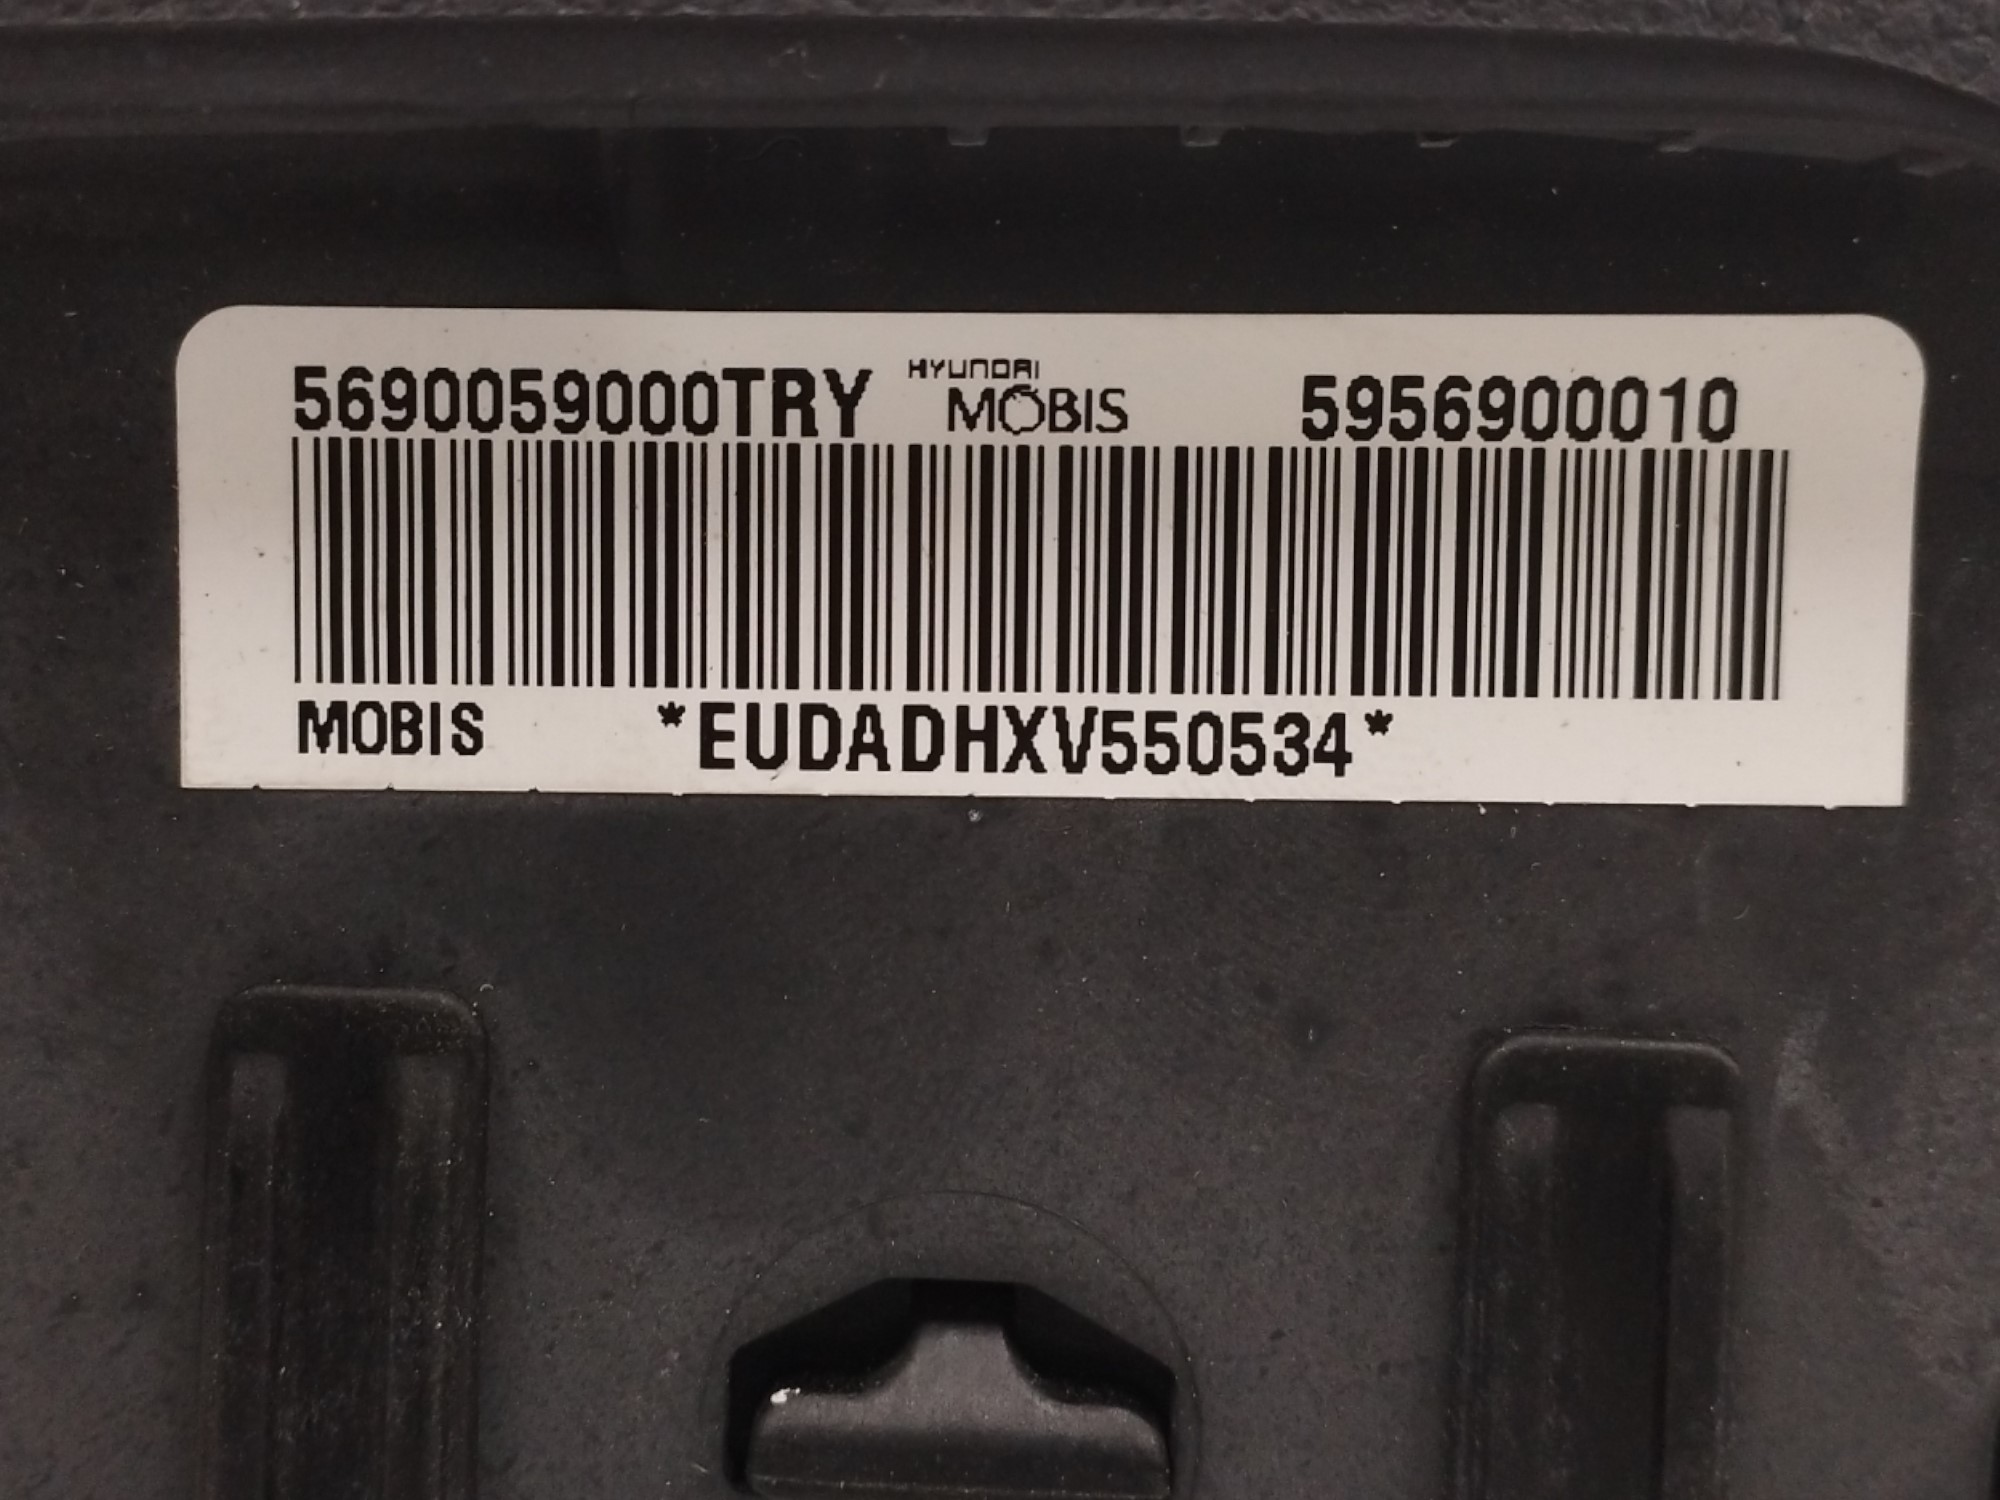 5690059000TRY HYUNDAI MOBIS 5956900010
MOBIS *EUDADHXV550534*